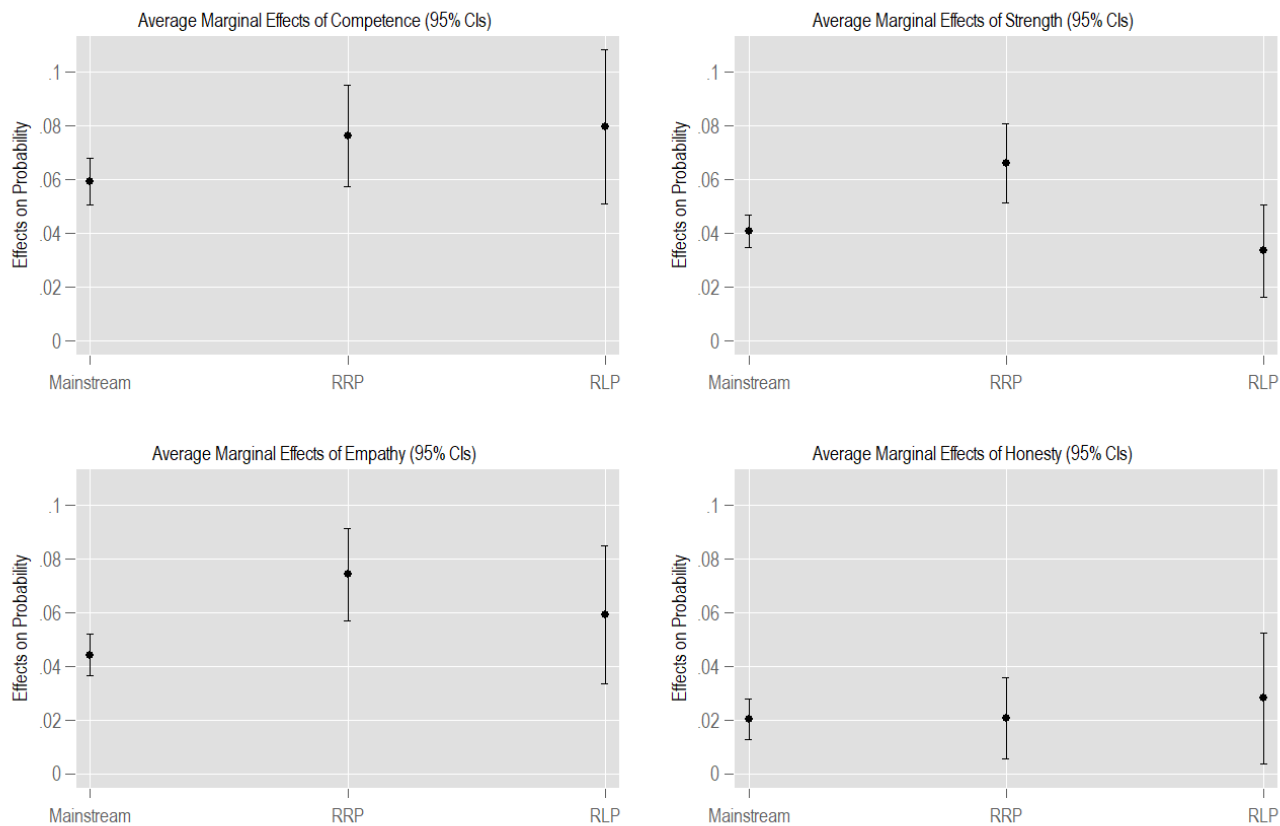 Average Marginal Effects of Competence (95% CIs)
Effects on Probability
.1
.08
.06
.04
.02
0
Mainstream RRP RLP
Average Marginal Effects of Strength (95% CIs)
Effects on Probability
.1
.08
.06
.04
.02
0
Mainstream RRP RLP
Average Marginal Effects of Empathy (95% CIs)
Effects on Probability
.1
.08
.06
.04
.02
0
Mainstream RRP RLP
Average Marginal Effects of Honesty (95% CIs)
Effects on Probability
.1
.08
.06
.04
.02
0
Mainstream RRP RLP